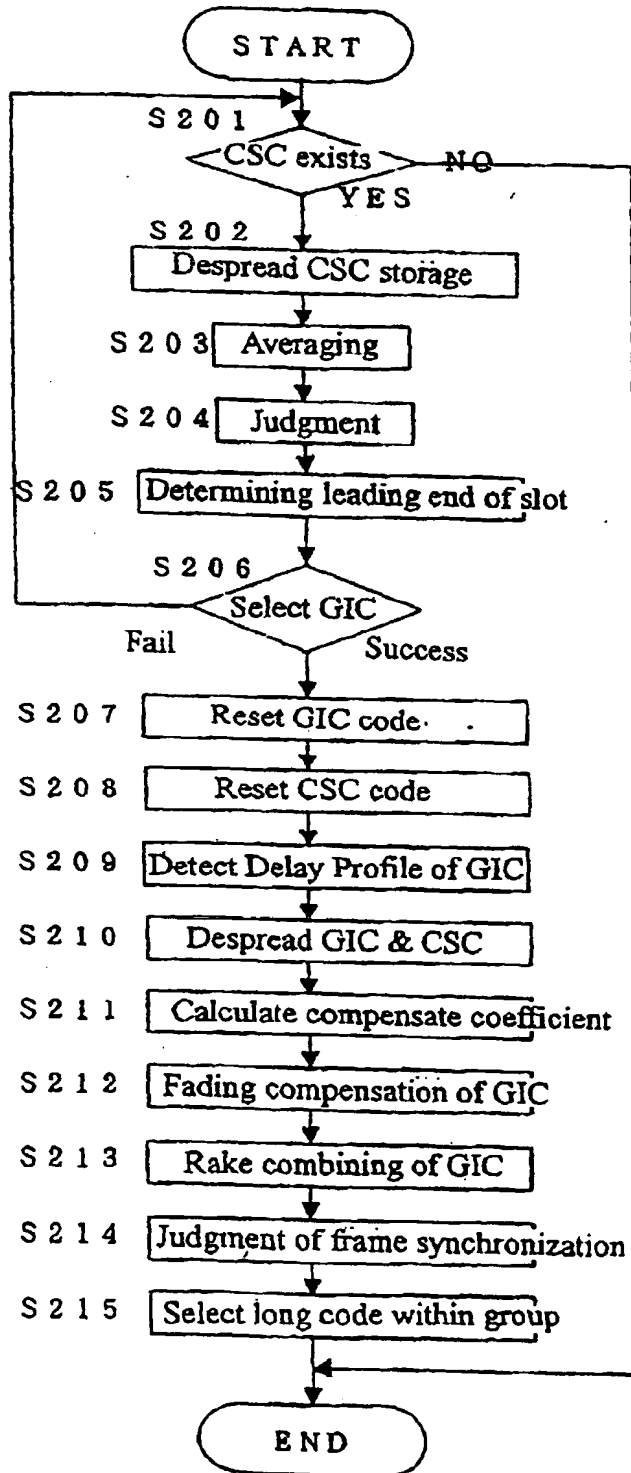 START
S201
CSC exists
NO
YES
S202
Despread CSC storage
S203 Averaging
S204 Judgment
S205 Determining leading end of slot
S206
Select GIC
Fail
Success
S207 Reset GIC code
S208 Reset CSC code
S209 Detect Delay Profile of GIC
S210 Despread GIC & CSC
S211 Calculate compensate coefficient
S212 Fading compensation of GIC
S213 Rake combining of GIC
S214 Judgment of frame synchronization
S215 Select long code within group
END